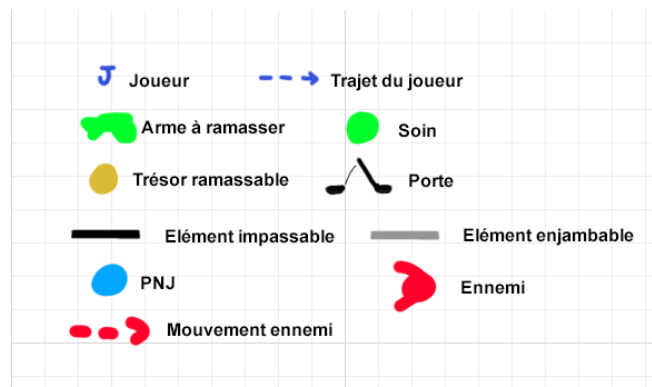 J Joueur
Trajet du joueur
Arme à ramasser
Soin
Trésor ramassable
Porte
Elément impassable
Elément enjambable
PNJ
Ennemi
Mouvement ennemi